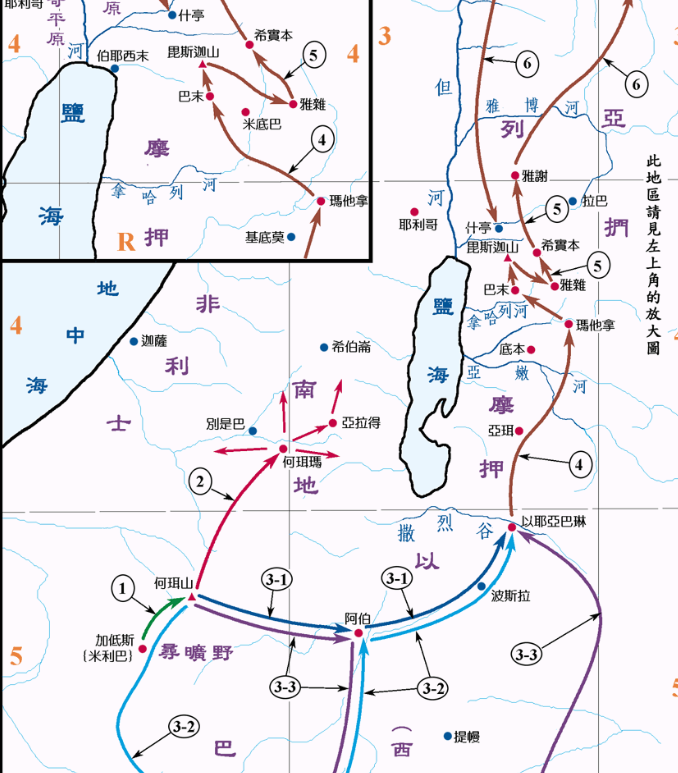 耶利哥
平
原
原
什亭
4
河
伯耶西末
希實本
毘斯迦山
5
4
鹽
海
巴末
雅雜
米底巴
摩
押
4
拿哈列河
瑪他拿
R
基底莫
3
6
6
但
河
雅博河
列
亞
捫
雅謝
拉巴
5
耶利哥
什亭
毘斯迦山
希實本
5
巴末
雅雜
鹽
海
拿哈列河
瑪他拿
底本
亞嫩河
摩
押
亞珥
4
此地區請見左上角的放大圖
地
中
海
4
非
利
士
迦薩
希伯崙
南
地
別是巴
亞拉得
何珥瑪
2
撒烈谷
以耶亞巴琳
以
何珥山
1
3-1
3-1
阿伯
波斯拉
加低斯
{米利巴}
尋曠野
5
3-3
3-2
3-3
3-2
巴
(西
提幔
5